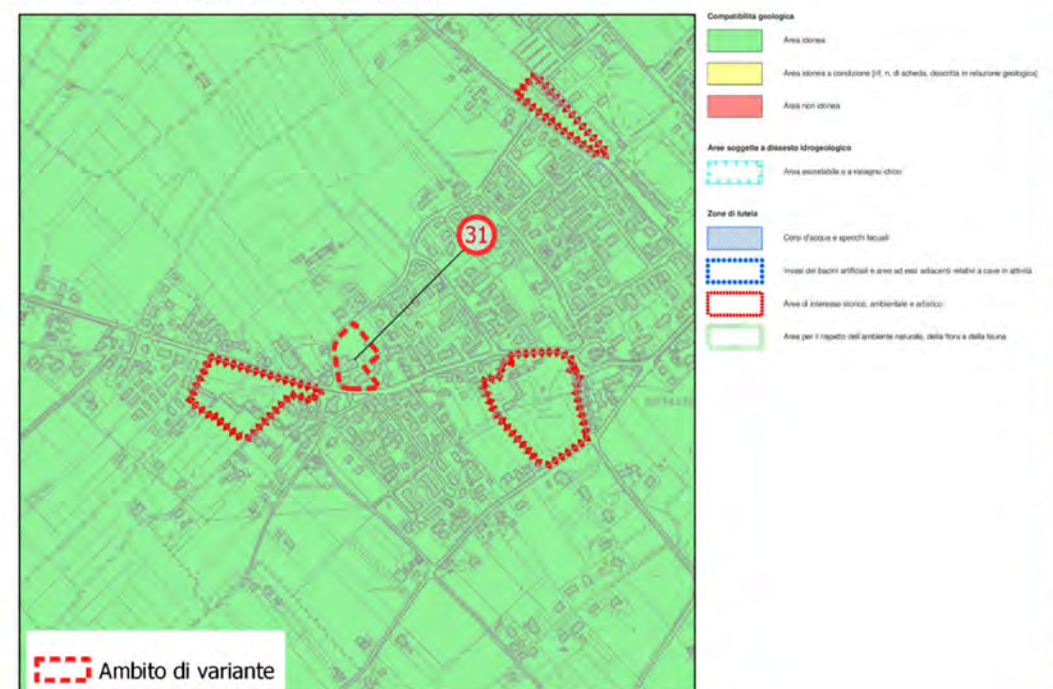 Compatibilità geologica
Area idonea
Area idonea a condizione [rif. n. di scheda, descritta in relazione geologica]
Area non idonea
Aree soggette a dissesto idrogeologico
Area esondabile o a ristagno idrico
Zone di tutela
Corsi d'acqua e specchi lacuali
Invasi dei bacini artificiali e aree ad essi adiacenti relativi a cave in attività
Aree di interesse storico, ambientale e artistico
Aree per il rispetto dell'ambiente naturale, della flora e della fauna
31
Ambito di variante